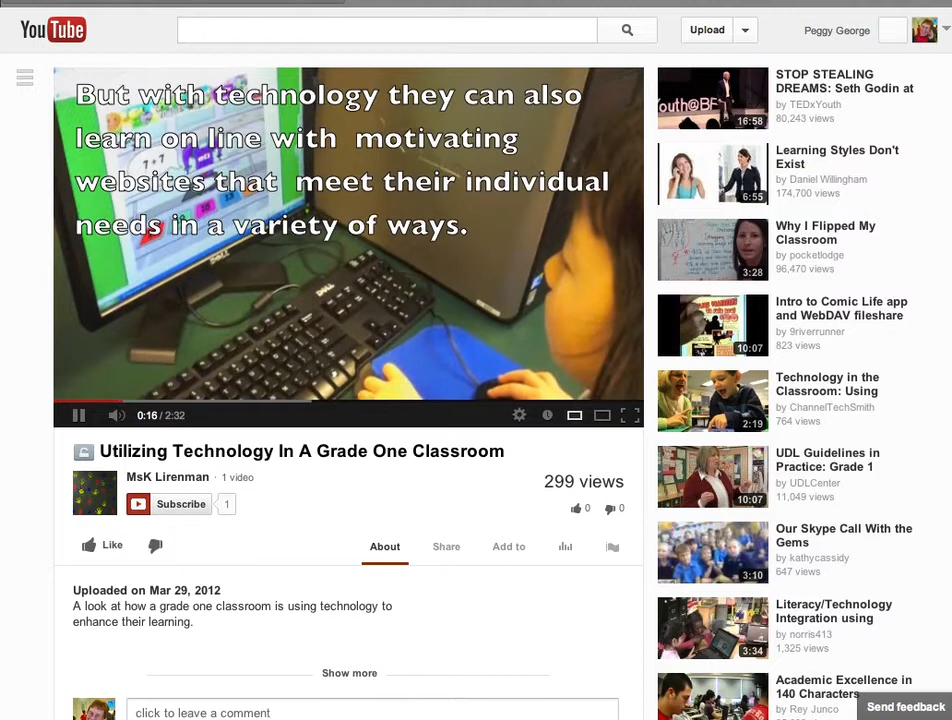 YouTube
Upload
Peggy George
But with technology they can also
learn on line with motivating
websites that meet their individual
needs in a variety of ways.
7+7
DELL
DELL
0:16 / 2:32
Utilizing Technology In A Grade One Classroom
MsK Lirenman · 1 video
Subscribe 1
299 views
0 0
Like
About Share Add to
Uploaded on Mar 29, 2012
A look at how a grade one classroom is using technology to
enhance their learning.
Show more
click to leave a comment
Youth@BF
16:58
STOP STEALING
DREAMS: Seth Godin at
by TEDxYouth
80,243 views
6:55
Learning Styles Don't
Exist
by Daniel Willingham
174,700 views
3:28
Why I Flipped My
Classroom
by pocketlodge
96,470 views
10:07
Intro to Comic Life app
and WebDAV fileshare
by 9riverrunner
823 views
2:19
Technology in the
Classroom: Using
by ChannelTechSmith
764 views
10:07
UDL Guidelines in
Practice: Grade 1
by UDLCenter
11,049 views
3:10
Our Skype Call With the
Gems
by kathycassidy
647 views
3:34
Literacy/Technology
Integration using
by norris413
1,325 views
Academic Excellence in
140 Characters
by Rey Junco
Send feedback